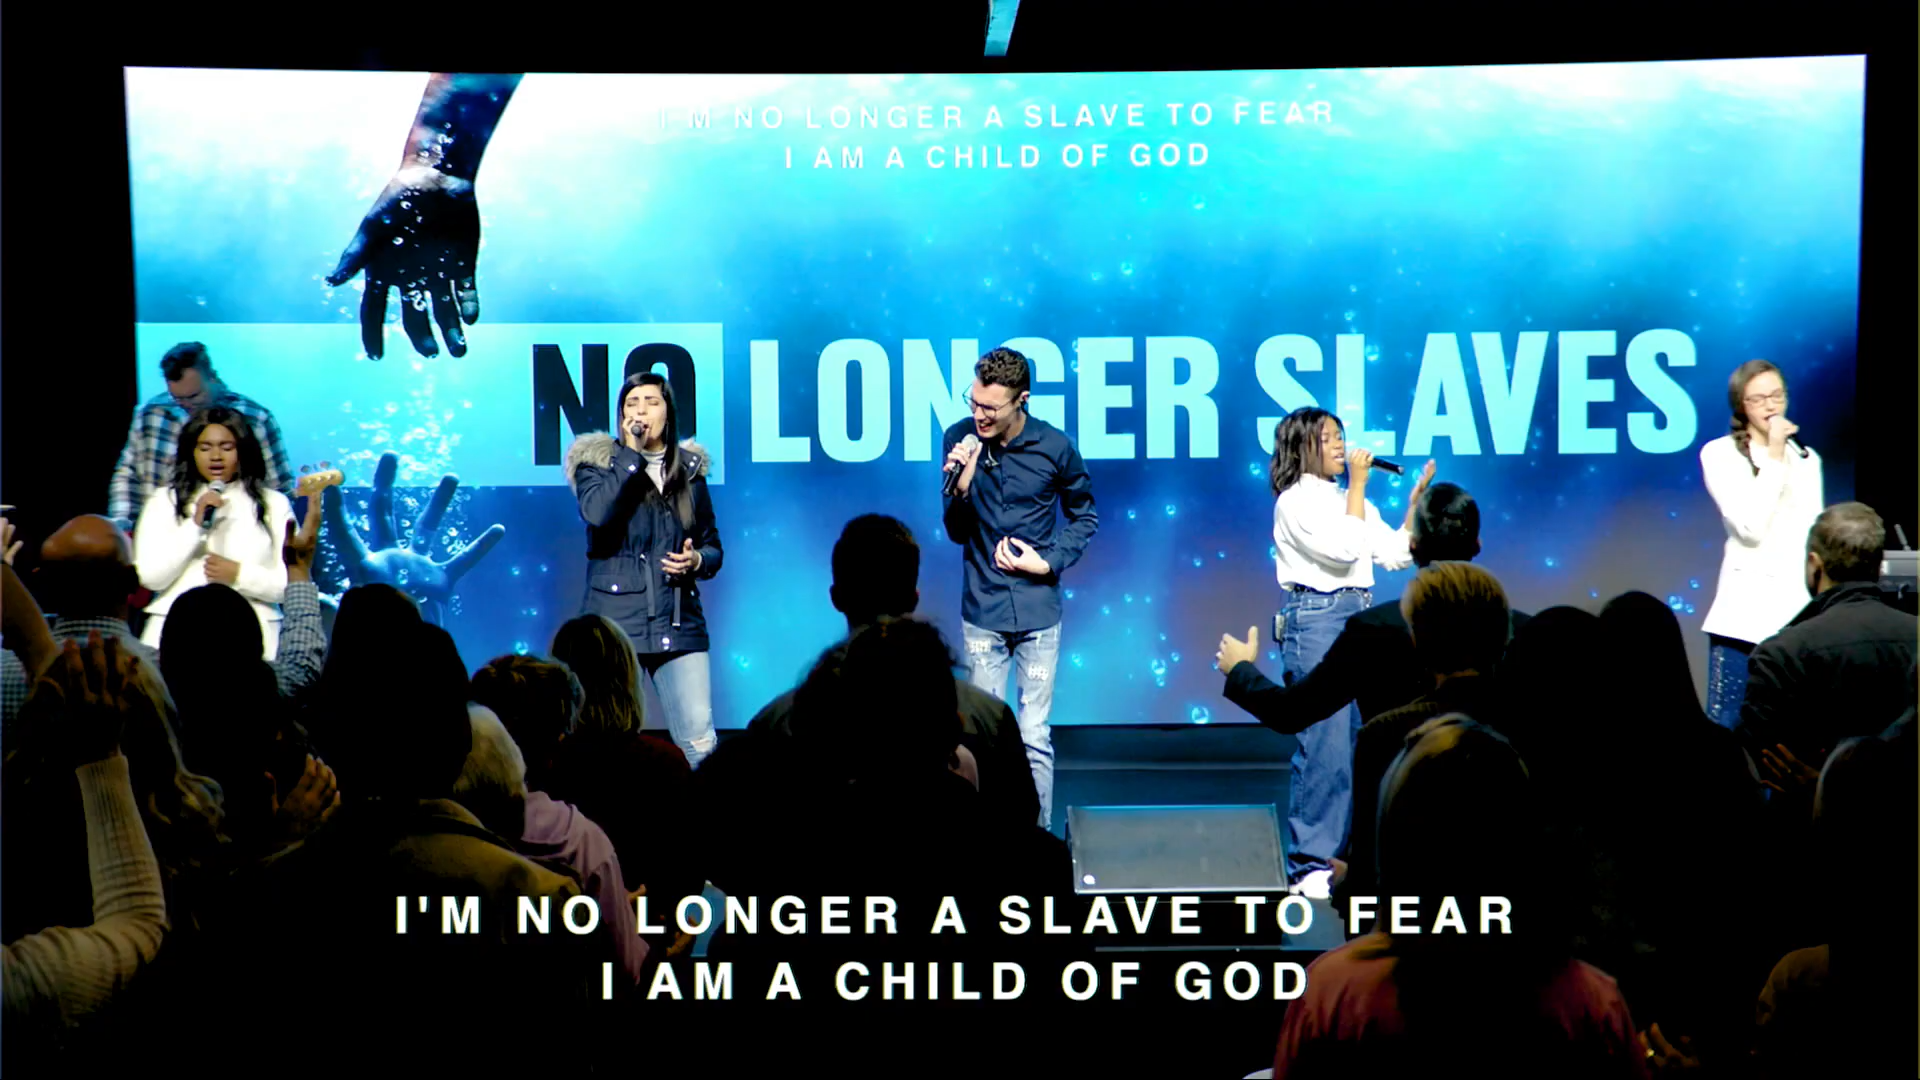 I'M NO LONGER A SLAVE TO FEAR
I AM A CHILD OF GOD
NO LONGER SLAVES
I'M NO LONGER A SLAVE TO FEAR
I AM A CHILD OF GOD